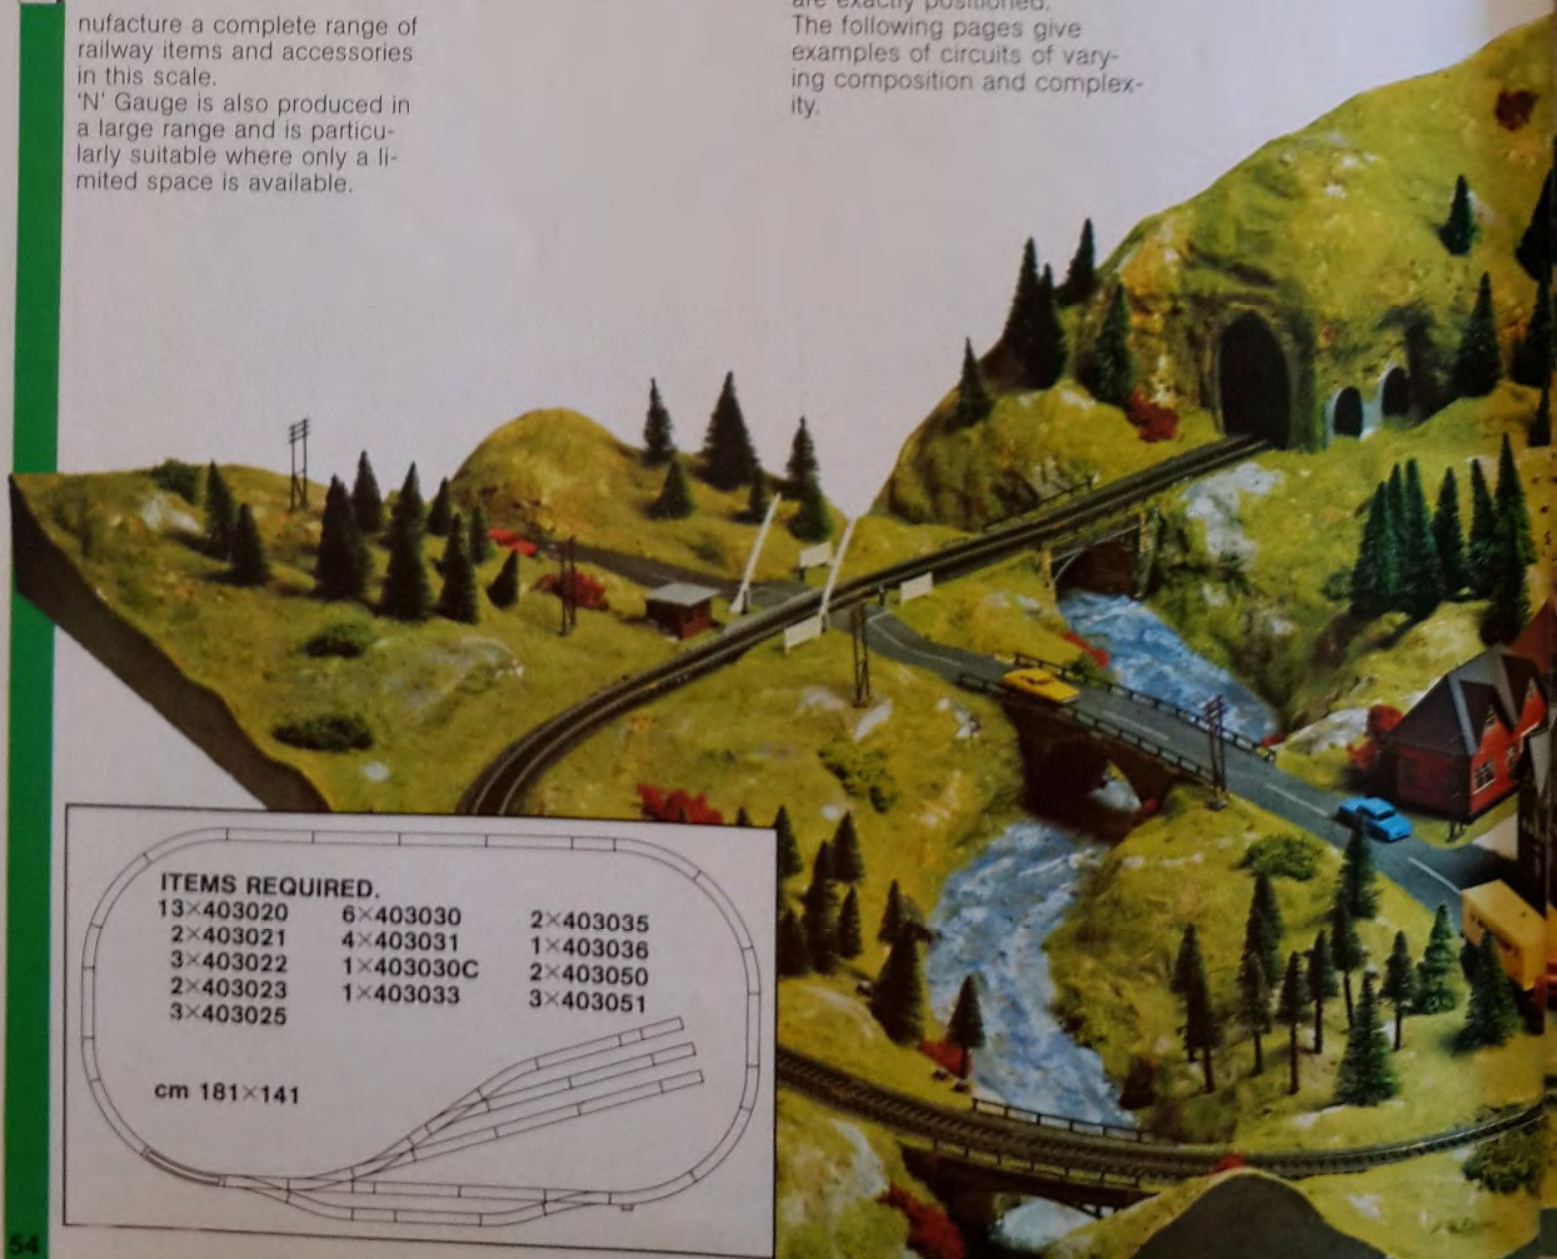 nufacture a complete range of
railway items and accessories
in this scale.
'N' Gauge is also produced in
a large range and is particu-
larly suitable where only a li-
mited space is available.
are exactly positioned.
The following pages give
examples of circuits of vary-
ing composition and complex-
ity.
ITEMS REQUIRED.
13×403020
2×403021
3×403022
2×403023
3×403025
6×403030
4×403031
1×403030C
1×403033
2×403035
1×403036
2×403050
3×403051
cm 181×141
54